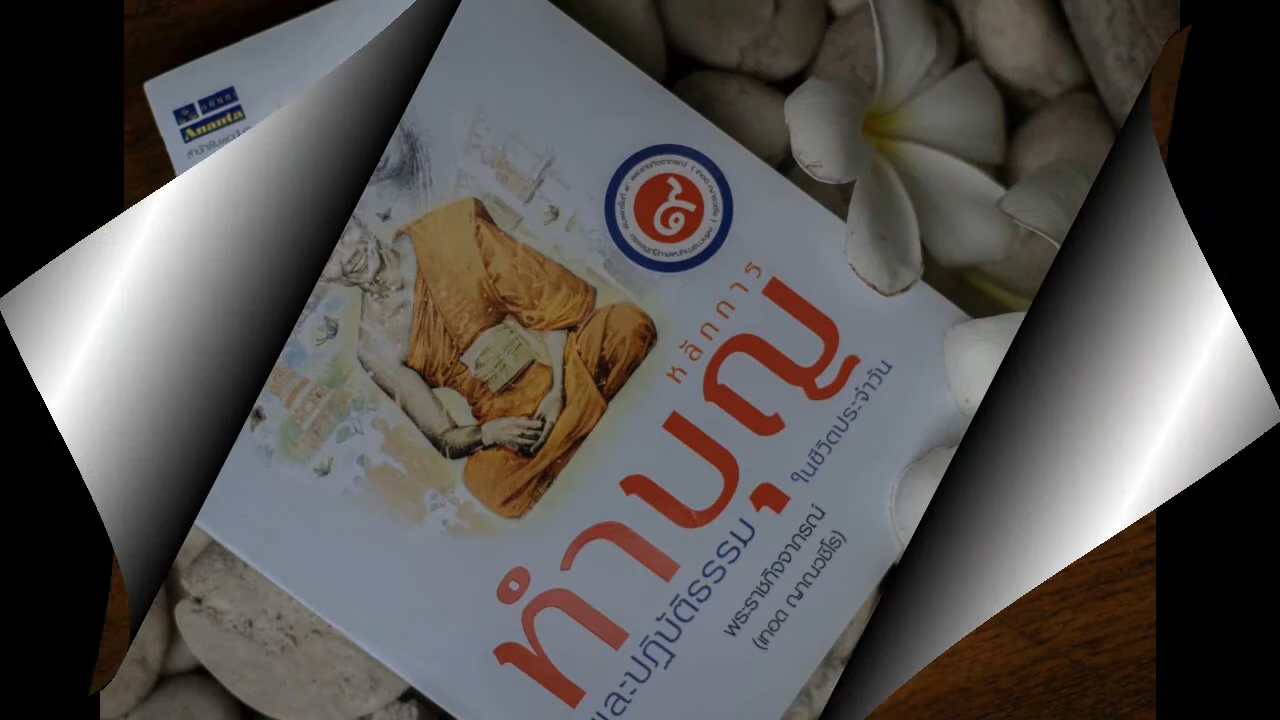 Ananta
๙
หลักการ
ทำบุญ
และปฏิบัติธรรม ในชีวิตประจำวัน
พระราชกิจจาภรณ์
(เทอด ญาณวชิโร)